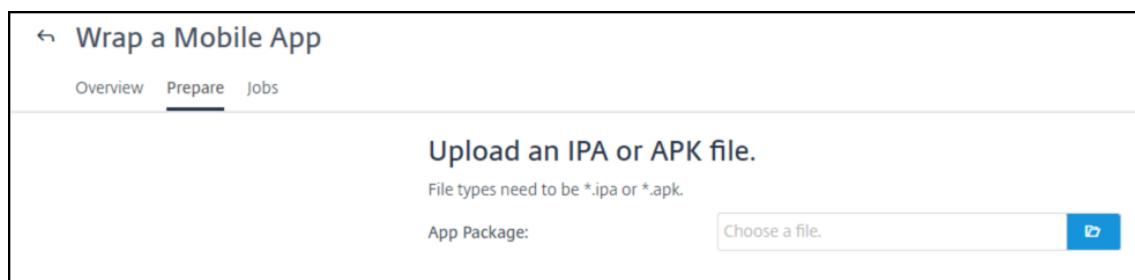 Wrap a Mobile App
Overview Prepare Jobs
Upload an IPA or APK file.
File types need to be *.ipa or *.apk.
App Package: Choose a file.